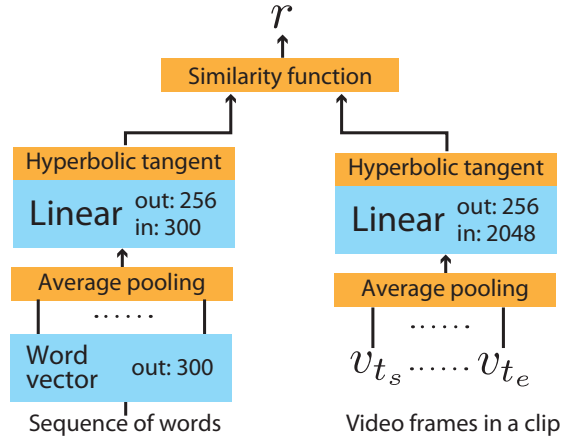 r
Similarity function
Hyperbolic tangent
Linear out: 256
in: 300
Average pooling
......
Word vector out: 300
Sequence of words
Hyperbolic tangent
Linear out: 256
in: 2048
Average pooling
......
v_{t_s} ...... v_{t_e}
Video frames in a clip